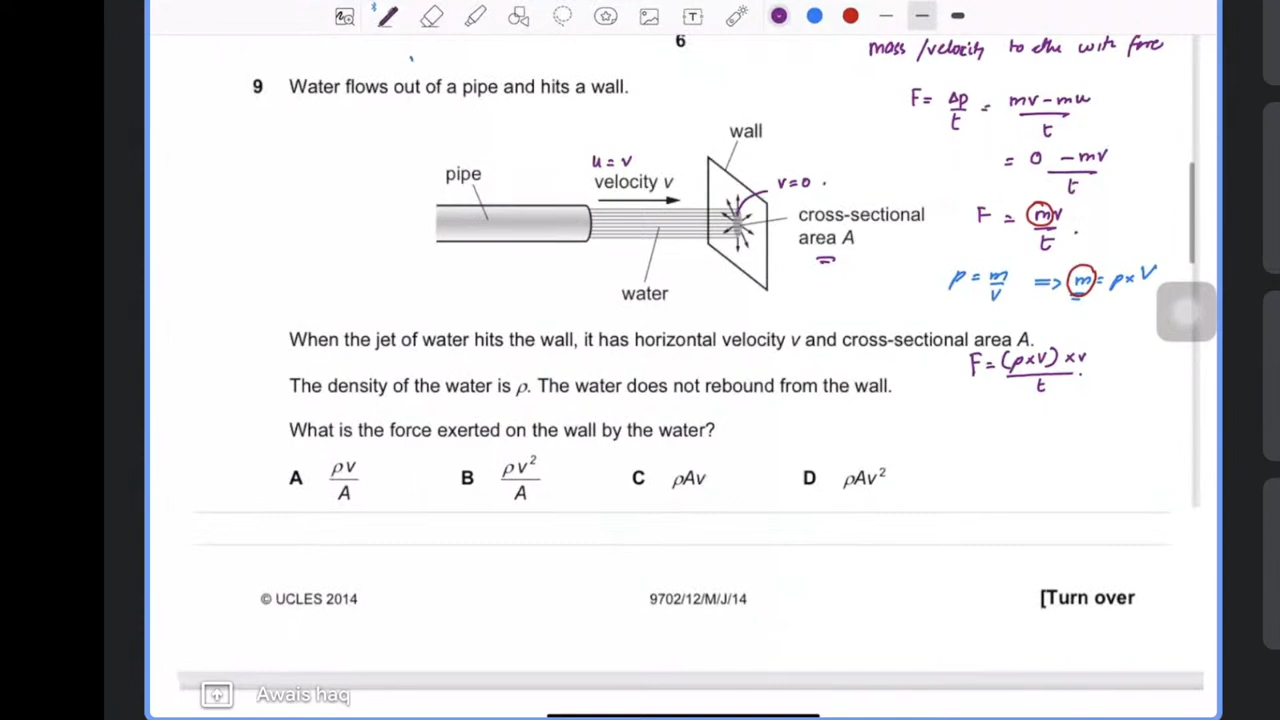 6
mass /velocity to the with force
9 Water flows out of a pipe and hits a wall.
F = Δp/t = mv - mu/t
wall
u = v
= 0 - mv/t
pipe
velocity v
v = 0 .
cross-sectional
area A
F = mv/t .
ρ = m/V => m = ρ x V
water
When the jet of water hits the wall, it has horizontal velocity v and cross-sectional area A.
F = (ρ x V) x v/t .
The density of the water is ρ. The water does not rebound from the wall.
What is the force exerted on the wall by the water?
A ρv/A B ρv²/A C ρAv D ρAv²
© UCLES 2014 9702/12/M/J/14 [Turn over
Awais haq